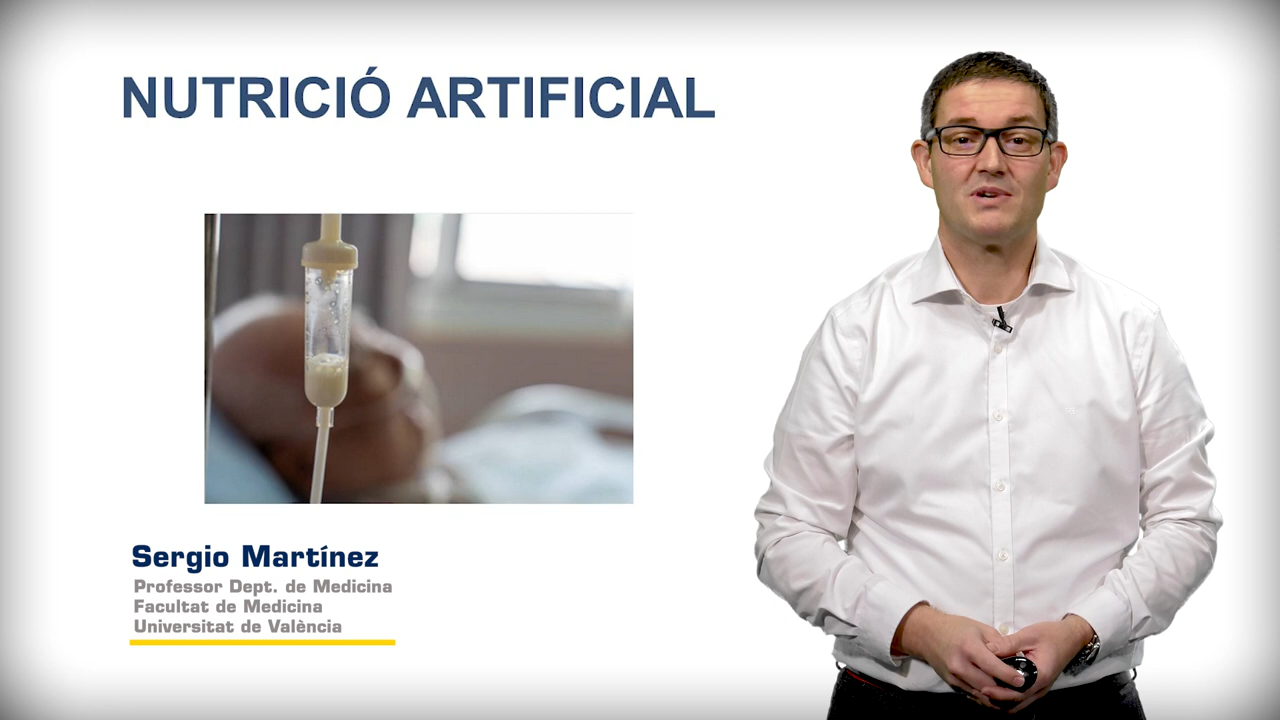 NUTRICIÓ ARTIFICIAL
Sergio Martínez
Professor Dept. de Medicina
Facultat de Medicina
Universitat de València